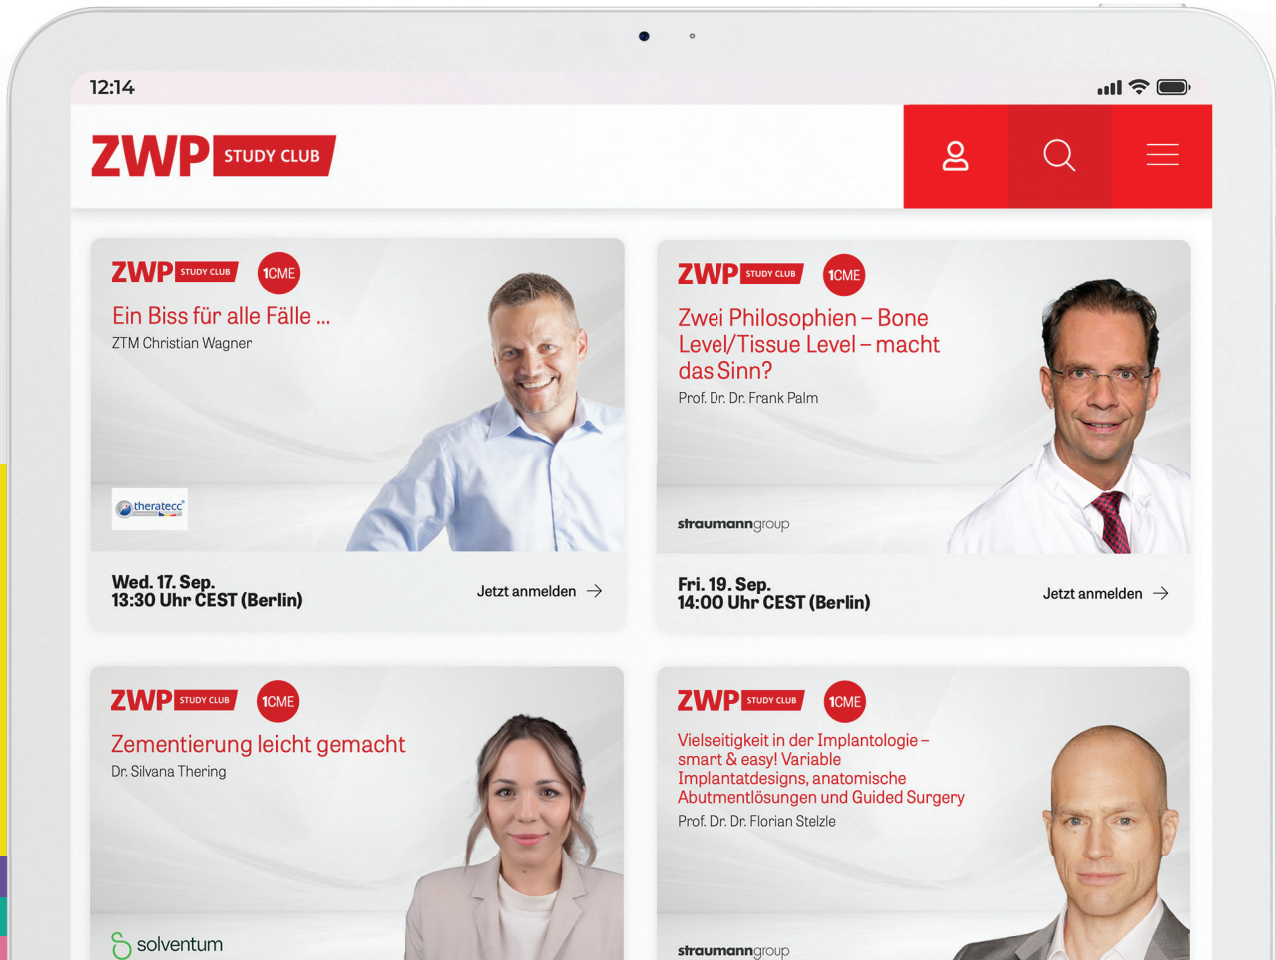 12:14
ZWP STUDY CLUB
ZWP STUDY CLUB 1CME
Ein Biss für alle Fälle ...
ZTM Christian Wagner
theratecc®
Wed. 17. Sep.
13:30 Uhr CEST (Berlin)
Jetzt anmelden
ZWP STUDY CLUB 1CME
Zwei Philosophien – Bone
Level/Tissue Level – macht
das Sinn?
Prof. Dr. Dr. Frank Palm
straumanngroup
Fri. 19. Sep.
14:00 Uhr CEST (Berlin)
Jetzt anmelden
ZWP STUDY CLUB 1CME
Zementierung leicht gemacht
Dr. Silvana Thering
solventum
ZWP STUDY CLUB 1CME
Vielseitigkeit in der Implantologie –
smart & easy! Variable
Implantatdesigns, anatomische
Abutmentlösungen und Guided Surgery
Prof. Dr. Dr. Florian Stelzle
straumanngroup